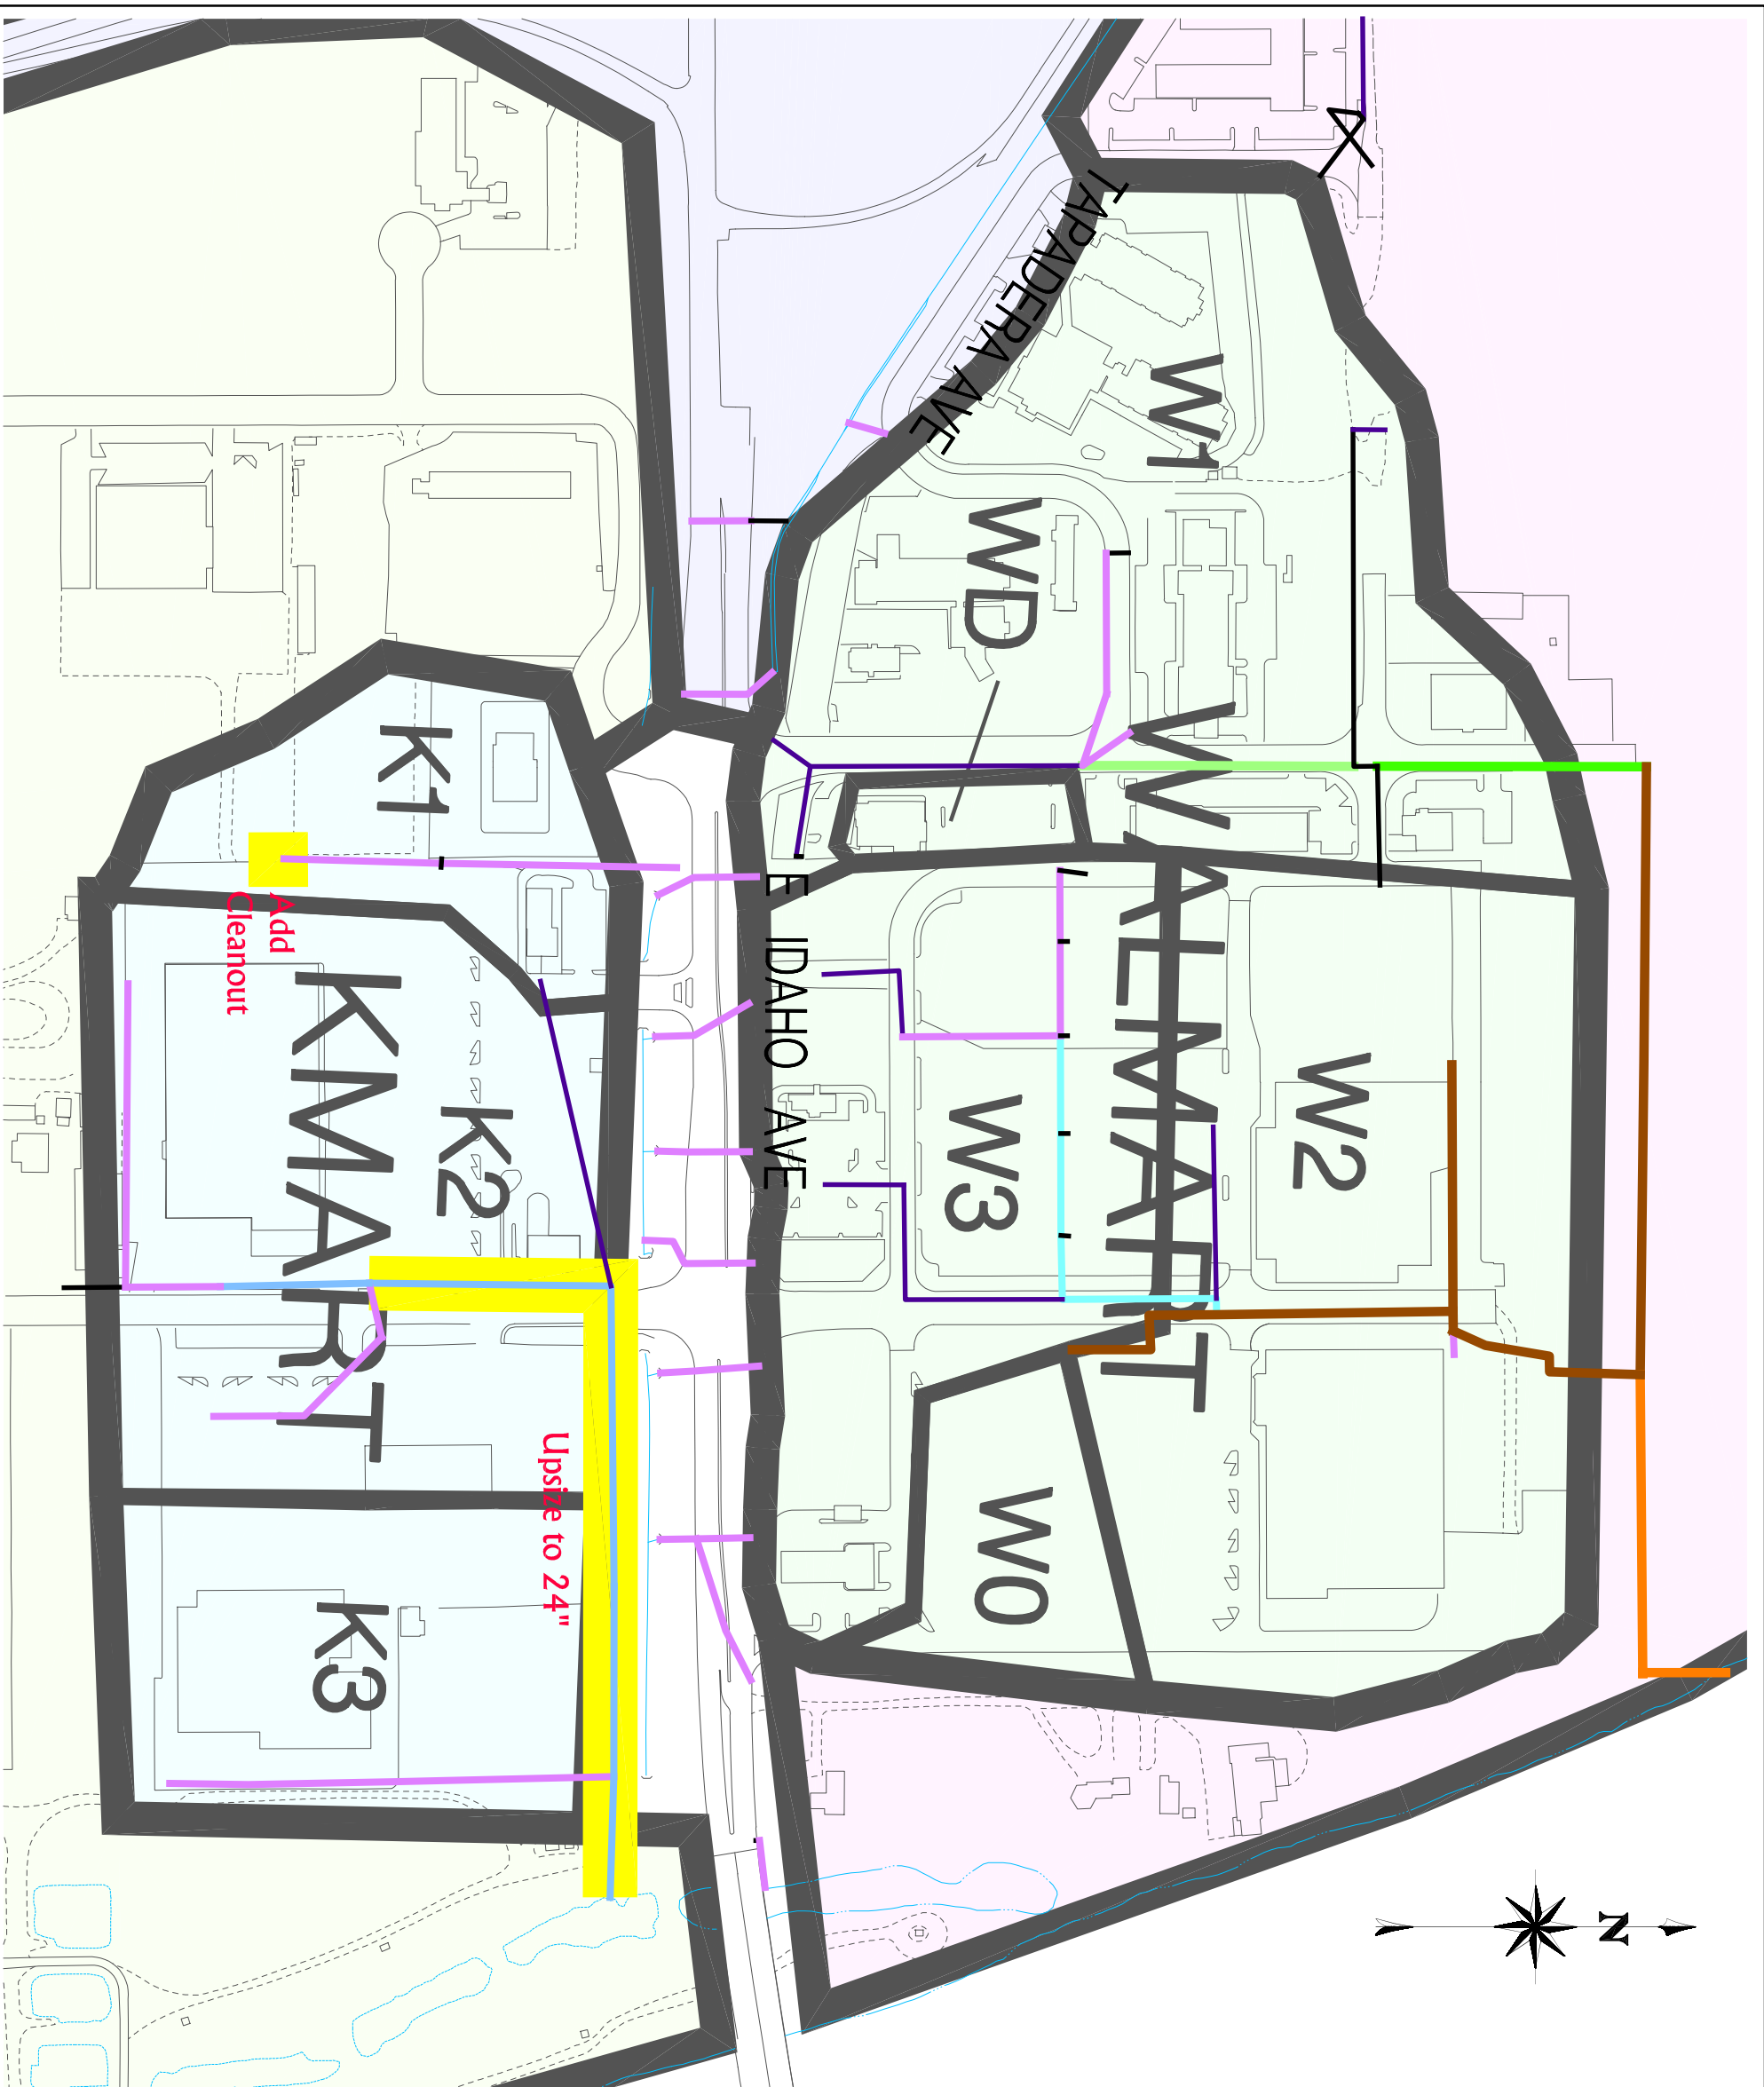 TAPADERA AVE
W1
WD
WALMART
W2
W3
W0
E IDAHO AVE
K1
Add
Cleanout
KMART
K2
Upsize to 24"
K3
N